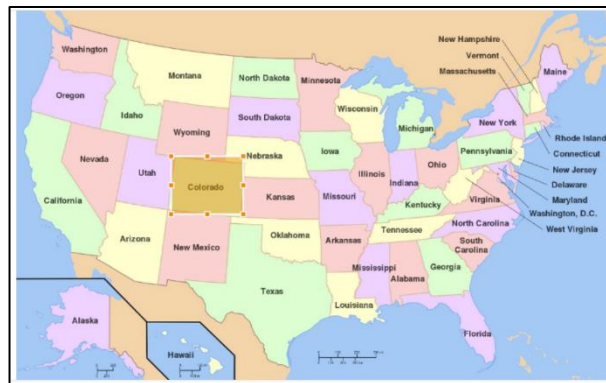 New Hampshire
Vermont
Massachusetts
Washington
Montana
North Dakota
Minnesota
Maine
Oregon
Idaho
South Dakota
Wisconsin
Michigan
New York
Wyoming
Rhode Island
Connecticut
New Jersey
Delaware
Maryland
Washington, D.C.
West Virginia
Nevada
Utah
Colorado
Nebraska
Iowa
Illinois
Indiana
Ohio
Pennsylvania
California
Kansas
Missouri
Kentucky
Virginia
Arizona
New Mexico
Oklahoma
Arkansas
Tennessee
North Carolina
South
Carolina
Texas
Louisiana
Mississippi
Alabama
Georgia
Florida
Alaska
Hawaii